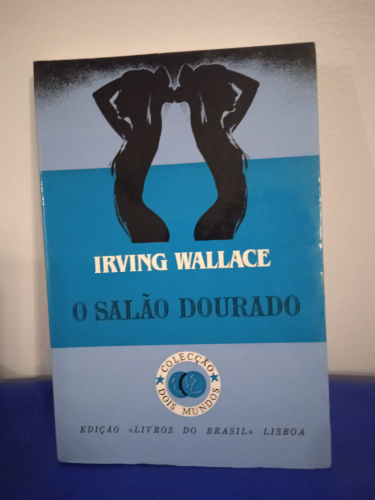 IRVING WALLACE
O SALÃO DOURADO
COLECÇÃO
DOIS MUNDOS
EDIÇÃO «LIVROS DO BRASIL» LISBOA